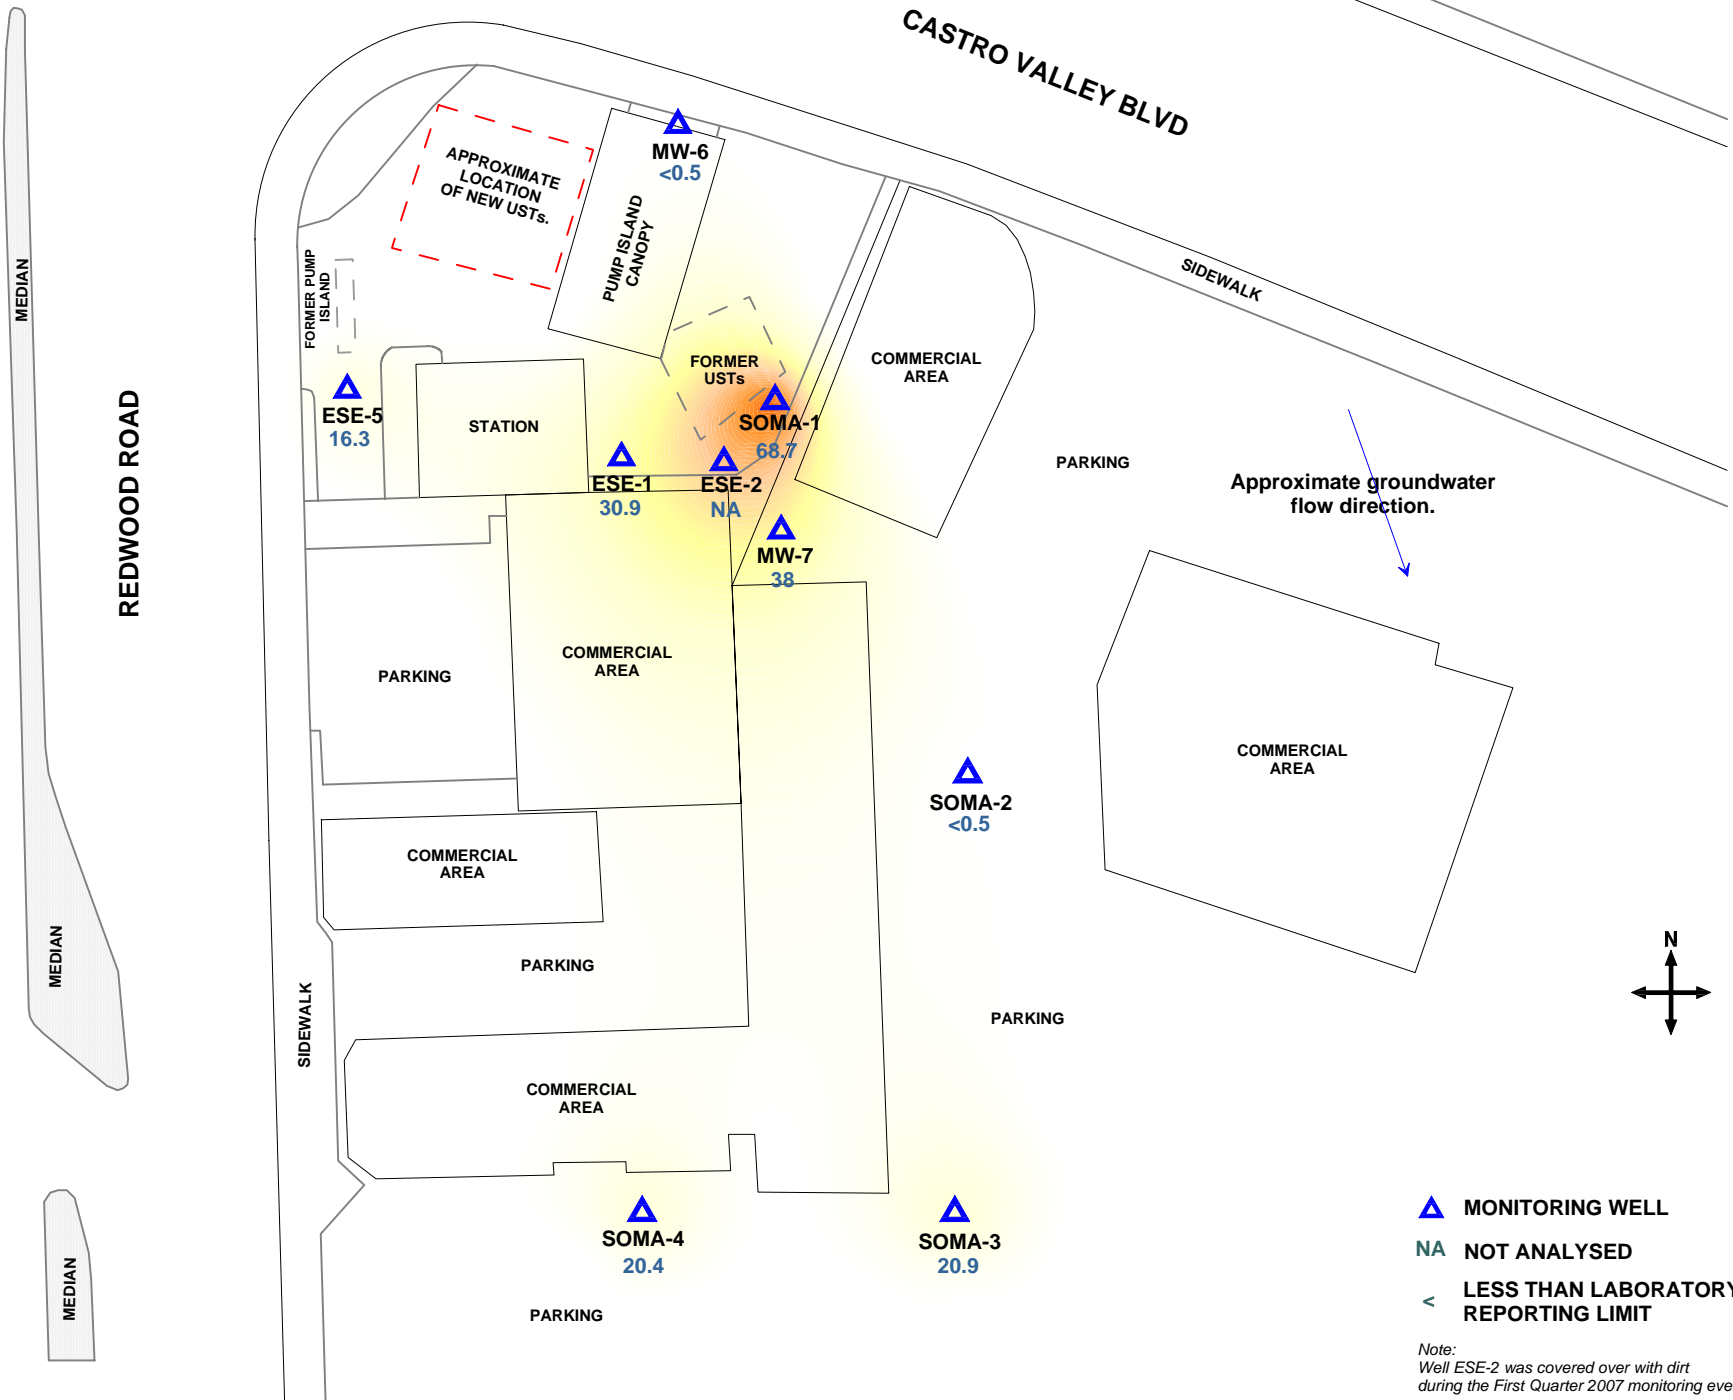 CASTRO VALLEY BLVD
MW-6
<0.5
APPROXIMATE
LOCATION
OF NEW USTs.
PUMP ISLAND
CANOPY
MEDIAN
FORMER PUMP
ISLAND
SIDEWALK
FORMER
USTs
COMMERCIAL
AREA
REDWOOD ROAD
ESE-5
16.3
STATION
SOMA-1
68.7
ESE-1
30.9
ESE-2
NA
PARKING
Approximate groundwater
flow direction.
MW-7
38
COMMERCIAL
AREA
PARKING
COMMERCIAL
AREA
SOMA-2
<0.5
COMMERCIAL
AREA
MEDIAN
PARKING
N
SIDEWALK
PARKING
COMMERCIAL
AREA
SOMA-4
20.4
SOMA-3
20.9
MEDIAN
PARKING
MONITORING WELL
NA NOT ANALYSED
< LESS THAN LABORATORY
REPORTING LIMIT
Note:
Well ESE-2 was covered over with dirt
during the First Quarter 2007 monitoring eve